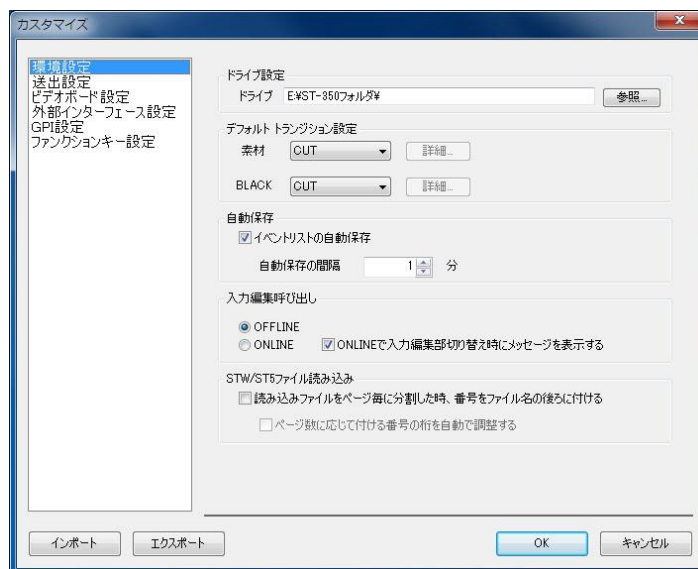 カスタマイズ
環境設定
送出設定
ビデオボード設定
外部インターフェース設定
GPI設定
ファンクションキー設定
ドライブ設定
ドライブ E:¥ST-350フォルダ¥ 参照...
デフォルトトランジション設定
素材 CUT 詳細...
BLACK CUT 詳細...
自動保存
イベントリストの自動保存
自動保存の間隔 1 分
入力編集呼び出し
OFFLINE
ONLINE ONLINEで入力編集部切り替え時にメッセージを表示する
STW/ST5ファイル読み込み
読み込みファイルをページ毎に分割した時、番号をファイル名の後ろに付ける
ページ数に応じて付ける番号の桁を自動で調整する
インポート エクスポート OK キャンセル